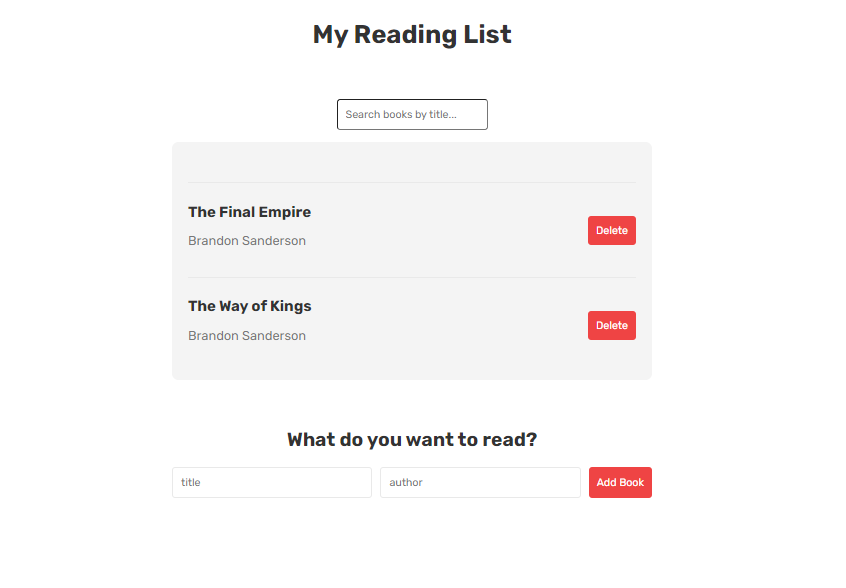 My Reading List
Search books by title...
The Final Empire
Brandon Sanderson
Delete
The Way of Kings
Brandon Sanderson
Delete
What do you want to read?
title
author
Add Book